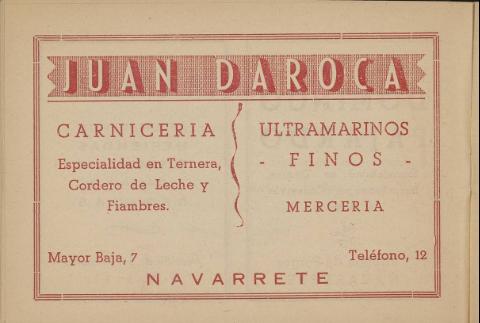 JUAN DAROCA
CARNICERIA
Especialidad en Ternera,
Cordero de Leche y
Fiambres.
ULTRAMARINOS
- FINOS -
MERCERIA
Mayor Baja, 7
Teléfono, 12
NAVARRETE